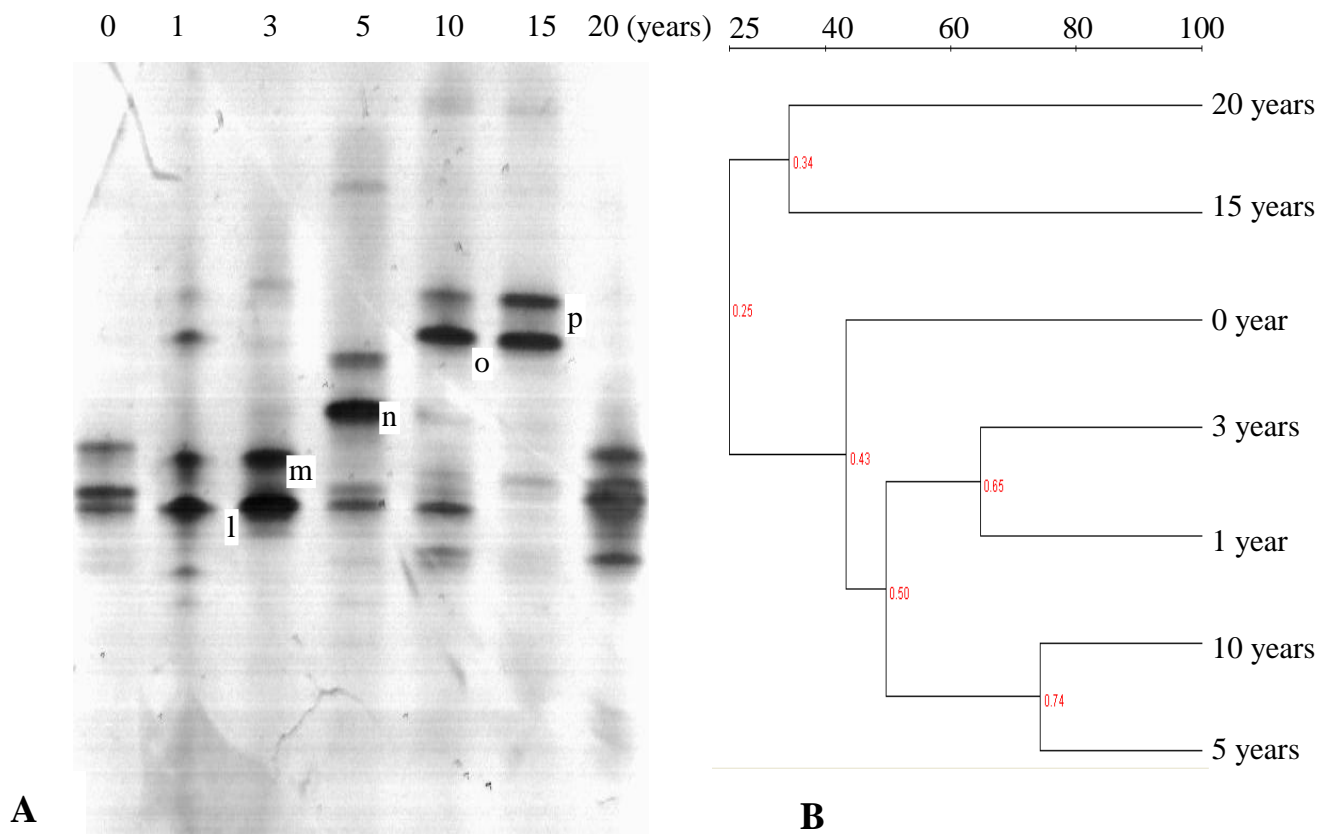 0 1 3 5 10 15 20 (years)
25 40 60 80 100
20 years
0.34
15 years
0.25
p
0 year
o
n
3 years
0.43
m
0.65
l
1 year
0.50
10 years
0.74
5 years
A
B